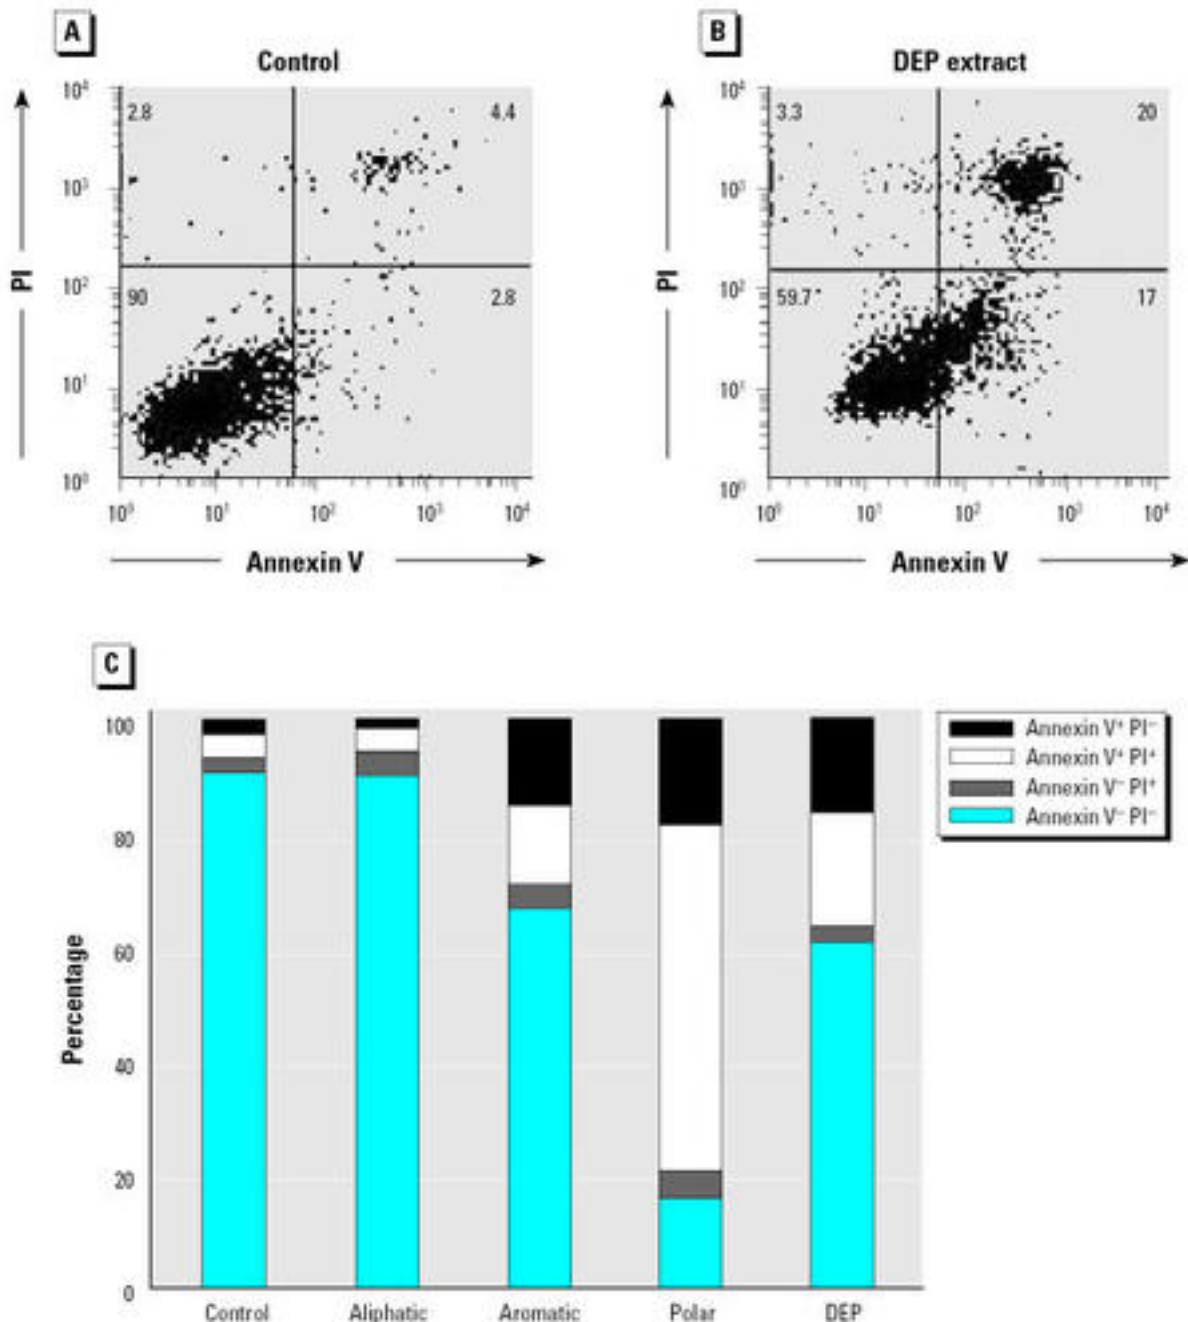 A
Control
10⁴
2.8
4.4
10³
PI
10²
90
2.8
10¹
10⁰
10⁰ 10¹ 10² 10³ 10⁴
Annexin V
B
DEP extract
10⁴
3.3
20
10³
PI
10²
59.7
17
10¹
10⁰
10⁰ 10¹ 10² 10³ 10⁴
Annexin V
C
100
80
60
40
20
0
Percentage
Control Aliphatic Aromatic Polar DEP
Annexin V⁺ PI⁻
Annexin V⁺ PI⁺
Annexin V⁻ PI⁺
Annexin V⁻ PI⁻